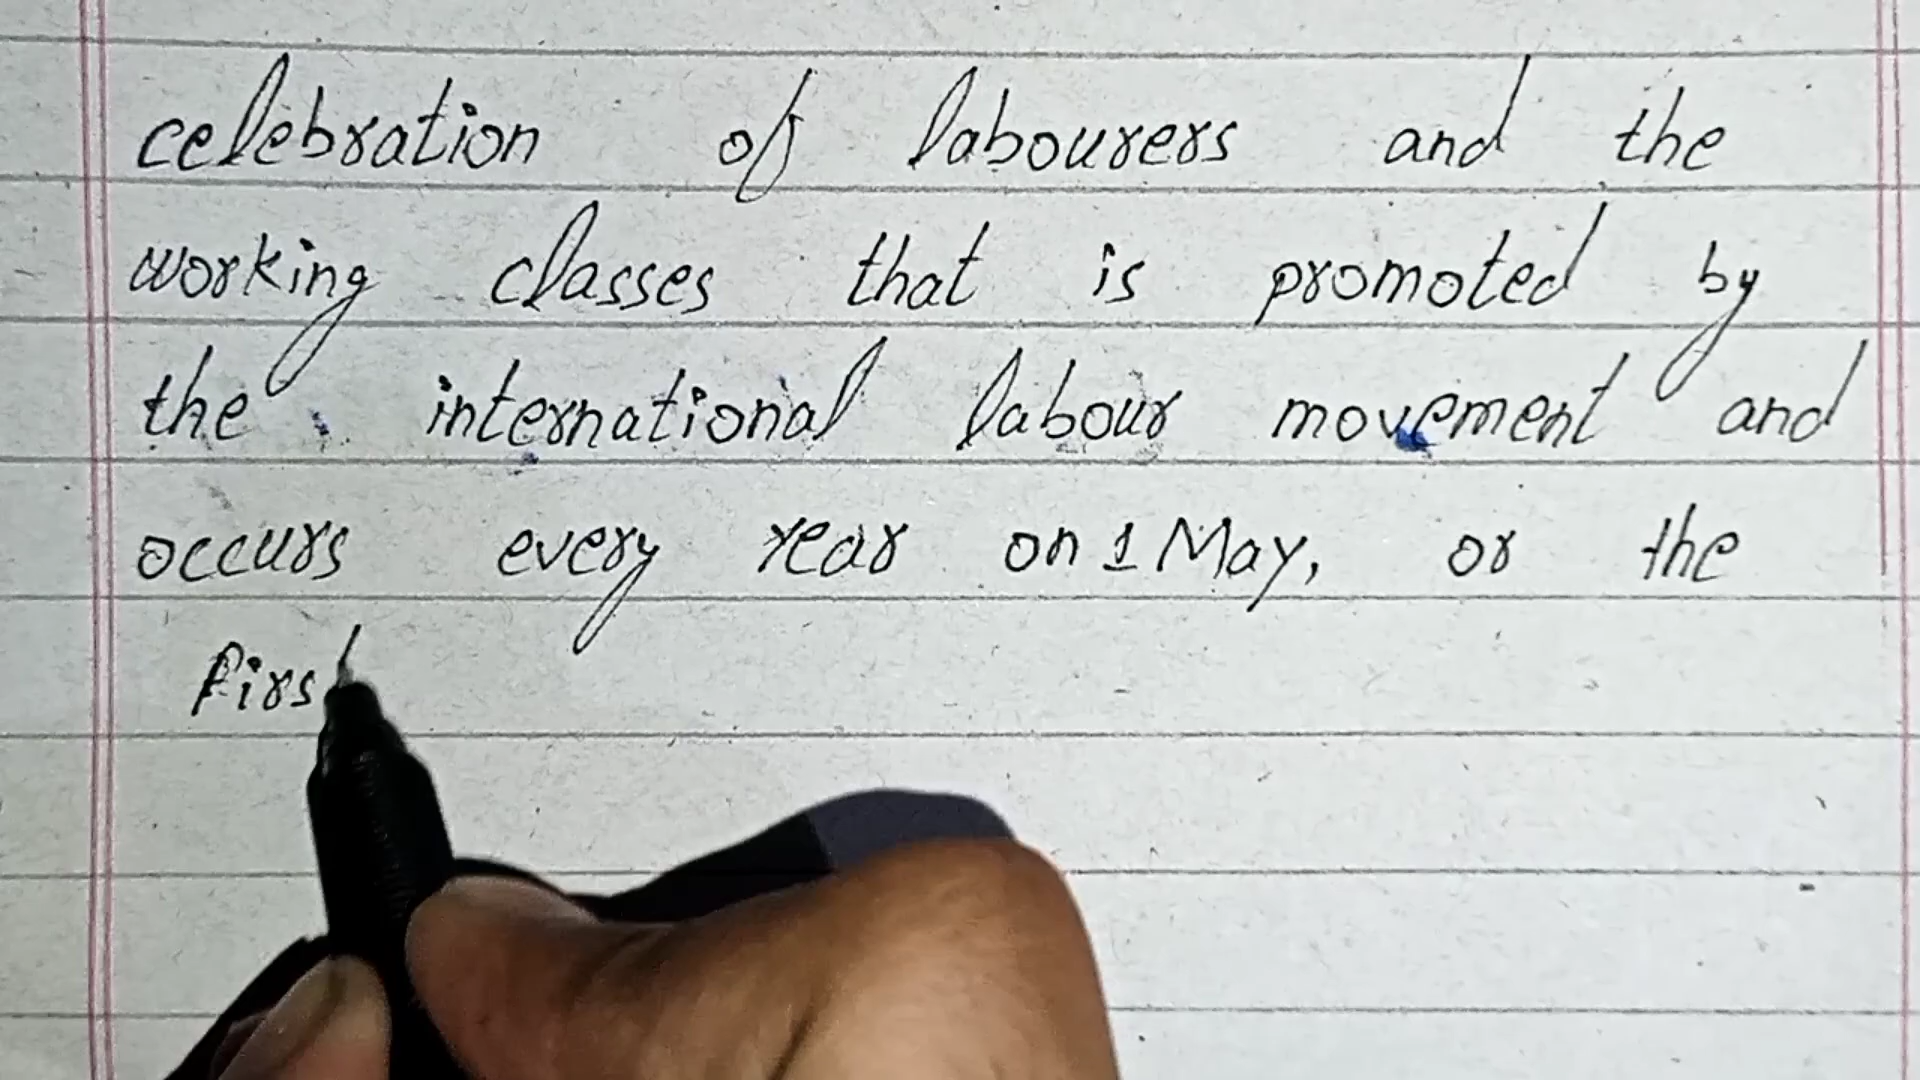 celebration of labourers and the
working classes that is promoted by
the international labour movement and
occurs every year on 1 May, or the
firs